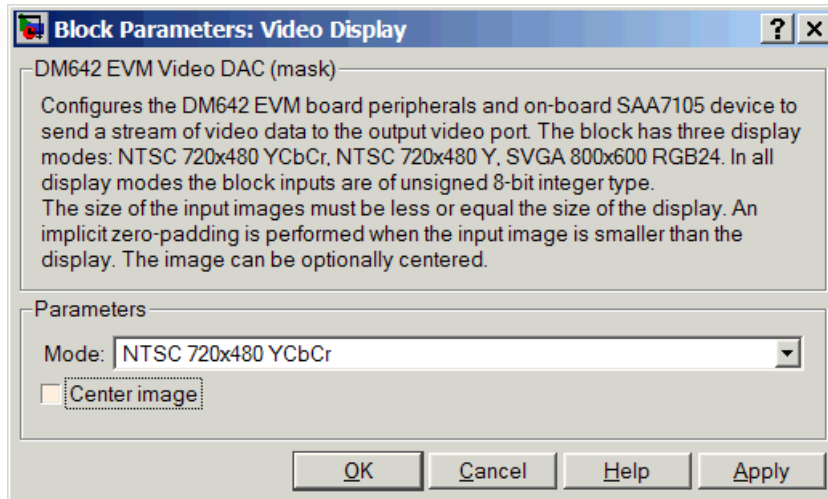 Block Parameters: Video Display
DM642 EVM Video DAC (mask)
Configures the DM642 EVM board peripherals and on-board SAA7105 device to
send a stream of video data to the output video port. The block has three display
modes: NTSC 720x480 YCbCr, NTSC 720x480 Y, SVGA 800x600 RGB24. In all
display modes the block inputs are of unsigned 8-bit integer type.
The size of the input images must be less or equal the size of the display. An
implicit zero-padding is performed when the input image is smaller than the
display. The image can be optionally centered.
Parameters
Mode: NTSC 720x480 YCbCr
Center image
OK Cancel Help Apply